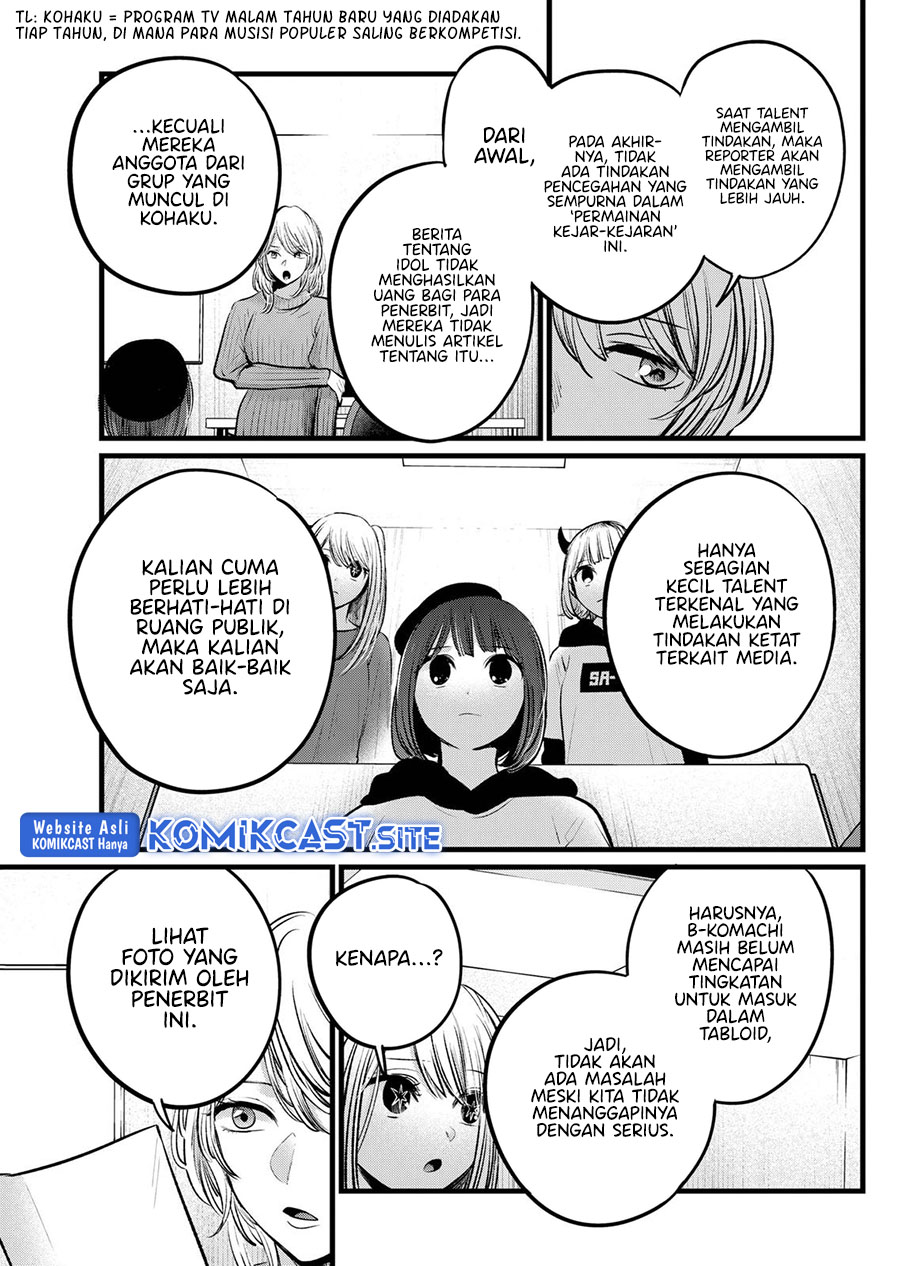 TL: KOHAKU = PROGRAM TV MALAM TAHUN BARU YANG DIADAKAN
TIAP TAHUN, DI MANA PARA MUSISI POPULER SALING BERKOMPETISI.
SAAT TALENT
MENGAMBIL
TINDAKAN, MAKA
REPORTER AKAN
MENGAMBIL
TINDAKAN YANG
LEBIH JAUH.
PADA AKHIR-
NYA, TIDAK
ADA TINDAKAN
PENCEGAHAN YANG
SEMPURNA DALAM
'PERMAINAN
KEJAR-KEJARAN'
INI.
DARI
AWAL,
BERITA
TENTANG
IDOL TIDAK
MENGHASILKAN
UANG BAGI PARA
PENERBIT, JADI
MEREKA TIDAK
MENULIS ARTIKEL
TENTANG ITU...
...KECUALI
MEREKA
ANGGOTA DARI
GRUP YANG
MUNCUL DI
KOHAKU.
HANYA
SEBAGIAN
KECIL TALENT
TERKENAL YANG
MELAKUKAN
TINDAKAN KETAT
TERKAIT MEDIA.
SA-
KALIAN CUMA
PERLU LEBIH
BERHATI-HATI DI
RUANG PUBLIK,
MAKA KALIAN
AKAN BAIK-BAIK
SAJA.
Website Asli
KOMIKCAST Hanya
KOMIKCAST.SITE
HARUSNYA,
B-KOMACHI
MASIH BELUM
MENCAPAI
TINGKATAN
UNTUK MASUK
DALAM
TABLOID,
JADI,
TIDAK AKAN
ADA MASALAH
MESKI KITA TIDAK
MENANGGAPINYA
DENGAN SERIUS.
KENAPA...?
LIHAT
FOTO YANG
DIKIRIM OLEH
PENERBIT
INI.